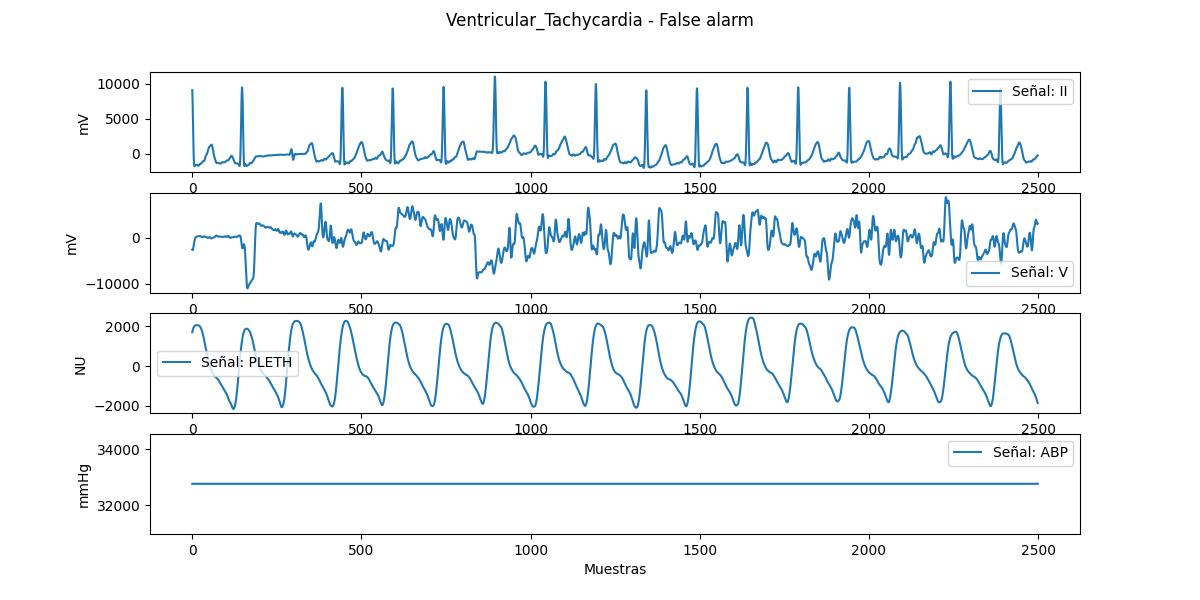 Ventricular_Tachycardia - False alarm
10000
5000
0
mV
Señal: II
0 500 1000 1500 2000 2500
0
−10000
mV
Señal: V
0 500 1000 1500 2000 2500
2000
0
−2000
NU
Señal: PLETH
0 500 1000 1500 2000 2500
34000
32000
mmHg
Señal: ABP
0 500 1000 1500 2000 2500
Muestras